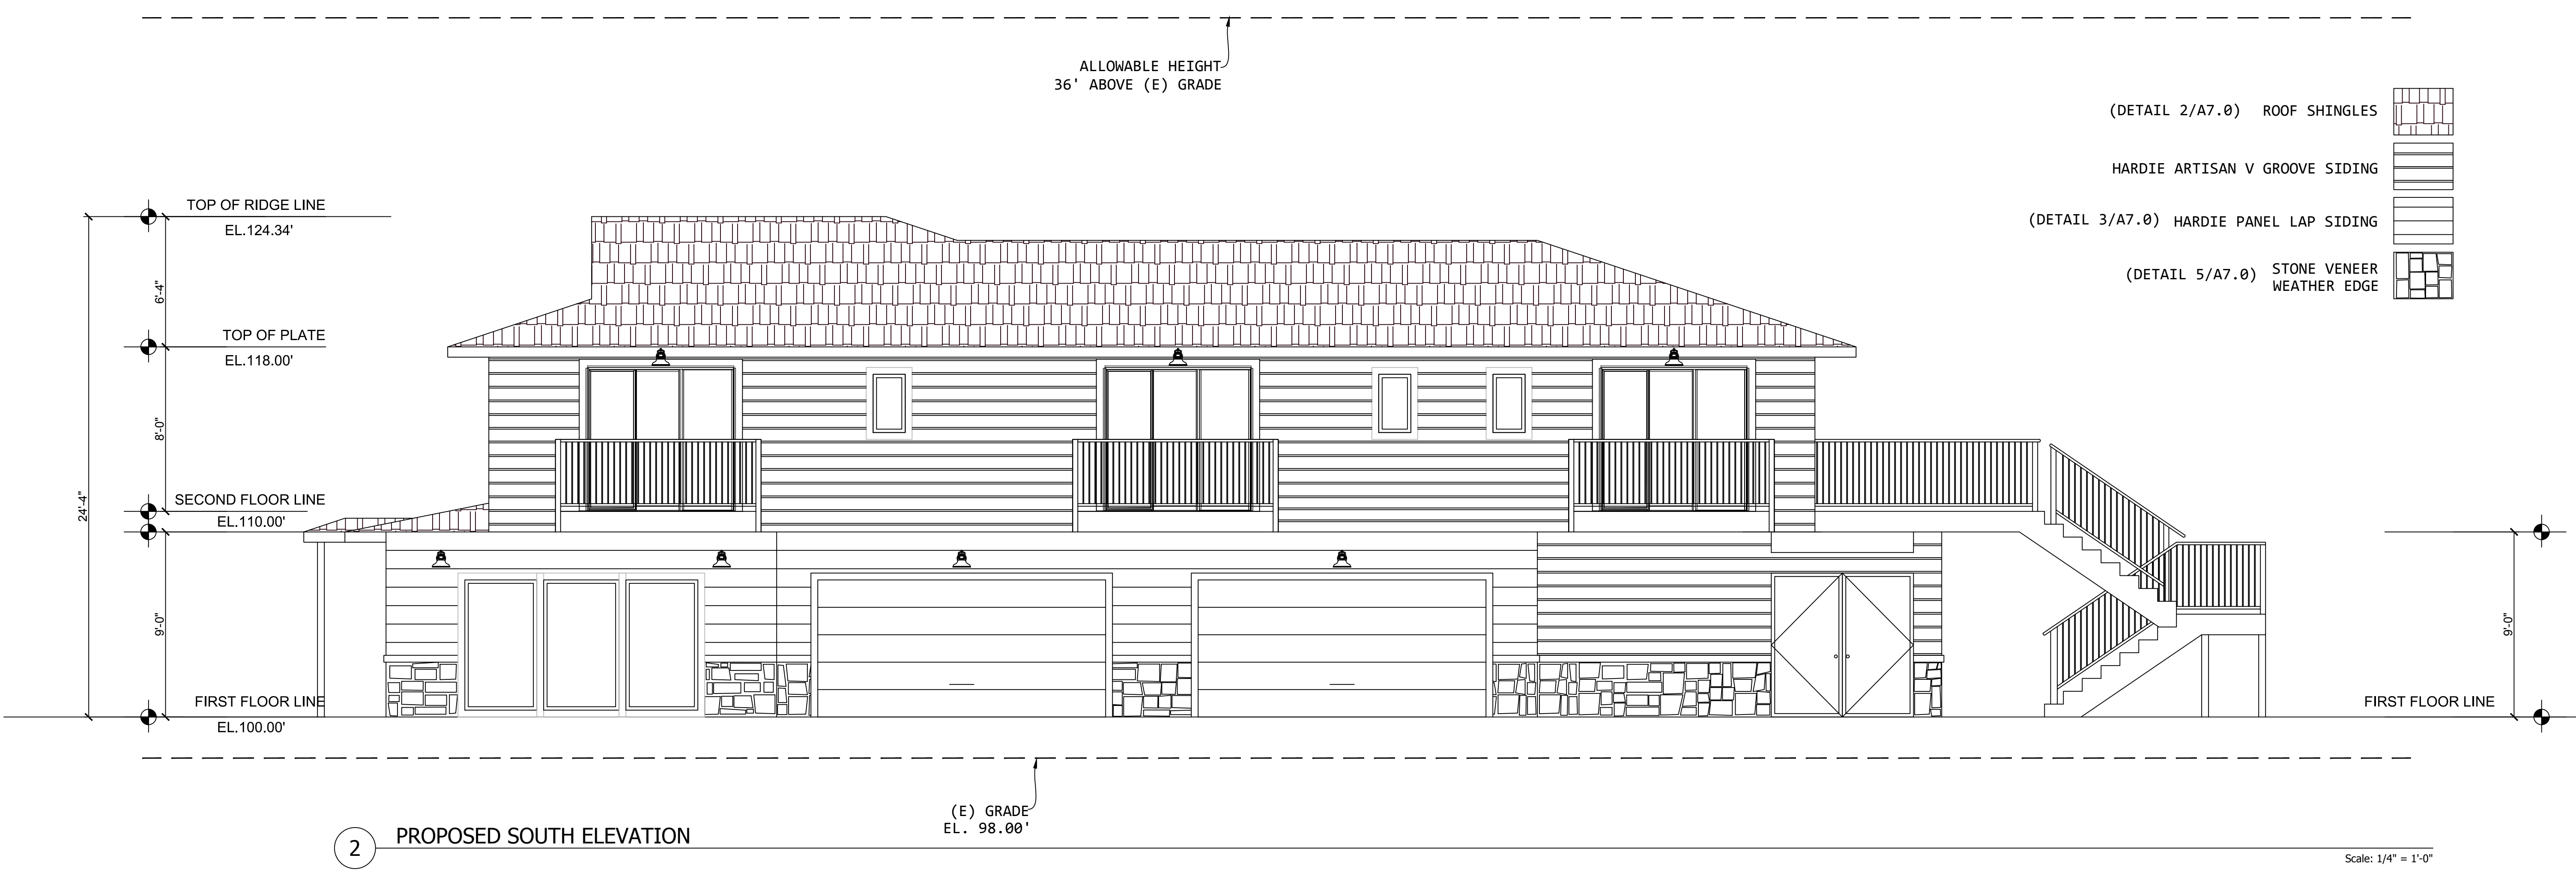 ALLOWABLE HEIGHT
36' ABOVE (E) GRADE
(DETAIL 2/A7.0) ROOF SHINGLES
HARDIE ARTISAN V GROOVE SIDING
(DETAIL 3/A7.0) HARDIE PANEL LAP SIDING
(DETAIL 5/A7.0) STONE VENEER
WEATHER EDGE
TOP OF RIDGE LINE
EL.124.34'
6'-4"
TOP OF PLATE
EL.118.00'
8'-0"
24'-4"
SECOND FLOOR LINE
EL.110.00'
9'-0"
FIRST FLOOR LINE
EL.100.00'
9'-0"
FIRST FLOOR LINE
(E) GRADE
EL. 98.00'
2 PROPOSED SOUTH ELEVATION
Scale: 1/4" = 1'-0"